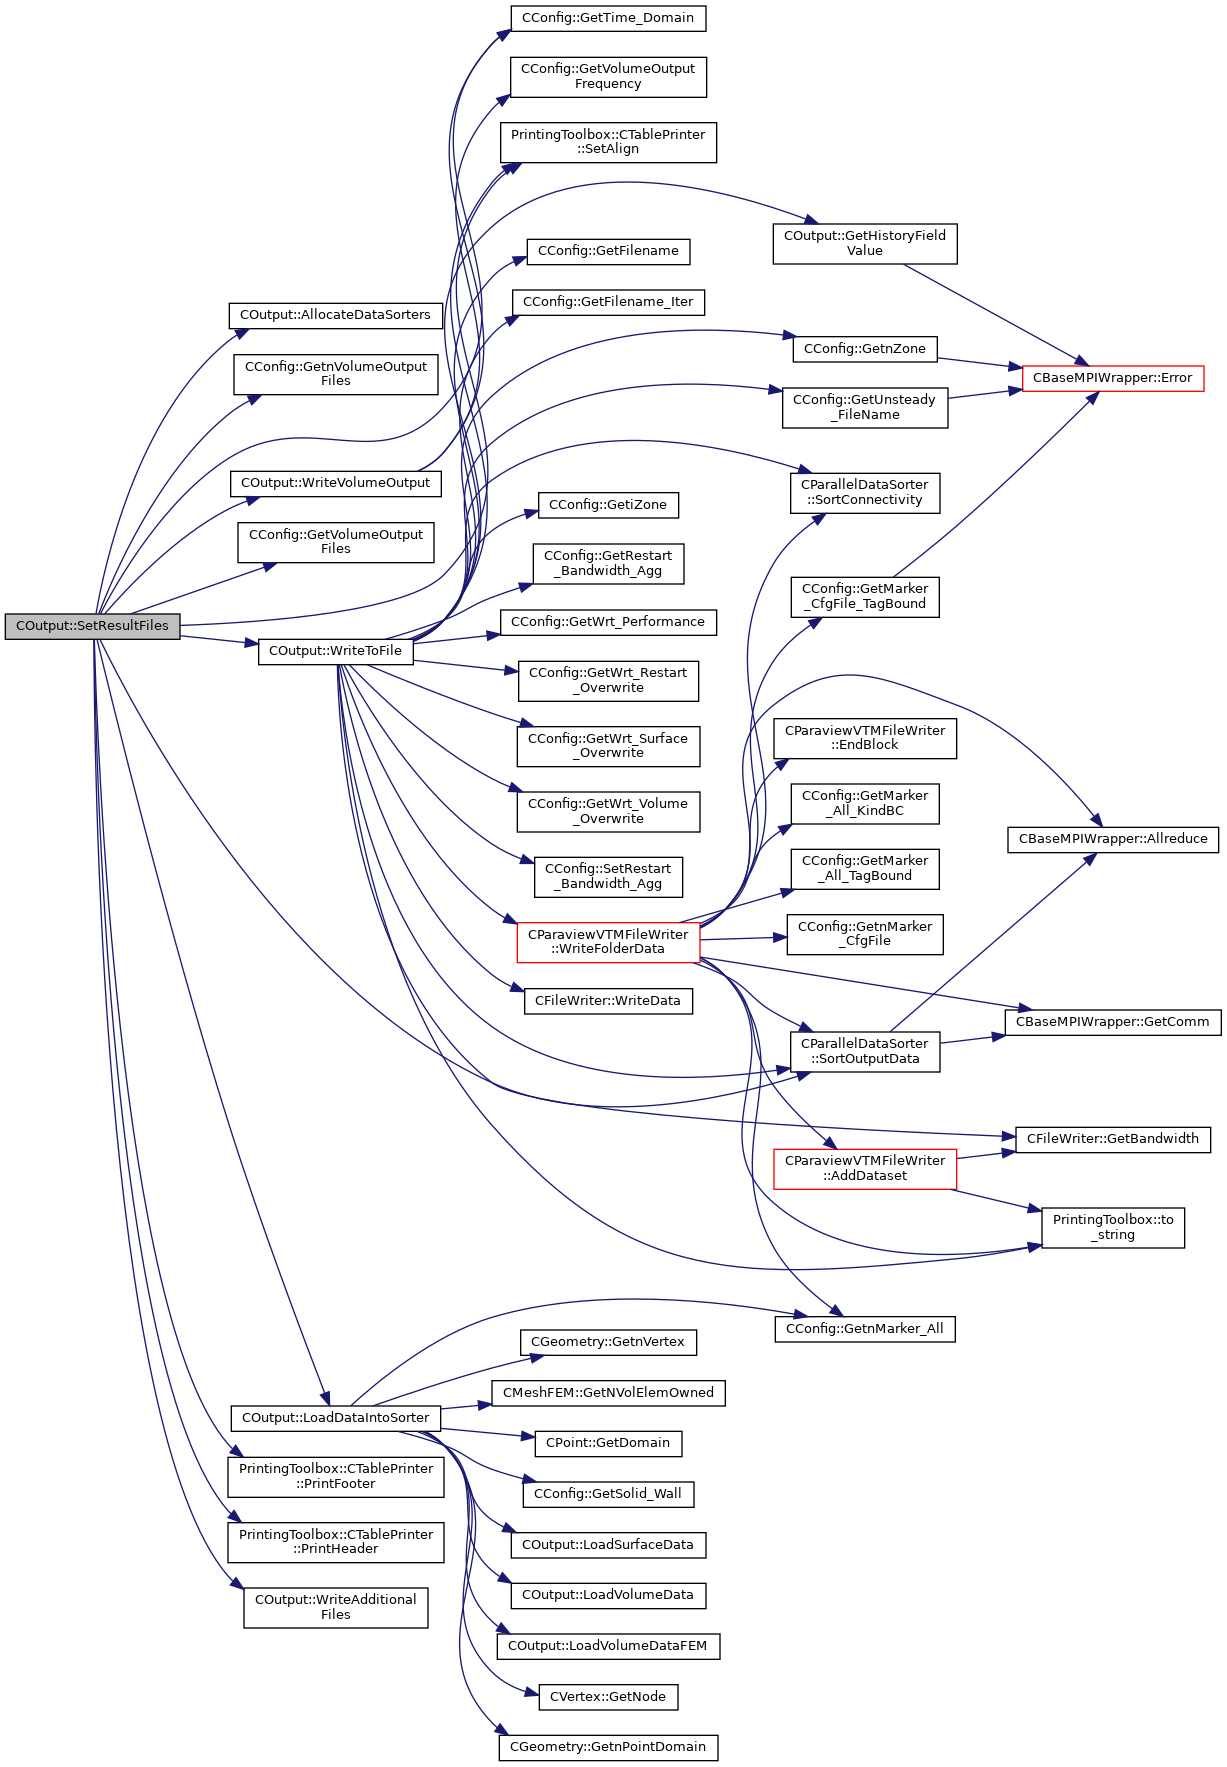 CConfig::GetTime_Domain
CConfig::GetVolumeOutput
Frequency
PrintingToolbox::CTablePrinter
::SetAlign
COutput::GetHistoryField
Value
CConfig::GetFilename
CConfig::GetFilename_Iter
COutput::AllocateDataSorters
CConfig::GetnZone
CConfig::GetnVolumeOutput
Files
CBaseMPIWrapper::Error
CConfig::GetUnsteady
_FileName
COutput::WriteVolumeOutput
CParallelDataSorter
::SortConnectivity
CConfig::GetiZone
CConfig::GetVolumeOutput
Files
CConfig::GetRestart
_Bandwidth_Agg
CConfig::GetMarker
_CfgFile_TagBound
COutput::SetResultFiles
CConfig::GetWrt_Performance
COutput::WriteToFile
CConfig::GetWrt_Restart
_Overwrite
CConfig::GetWrt_Surface
_Overwrite
CParaviewVTMFileWriter
::EndBlock
CConfig::GetWrt_Volume
_Overwrite
CConfig::GetMarker
_All_KindBC
CBaseMPIWrapper::Allreduce
CConfig::SetRestart
_Bandwidth_Agg
CConfig::GetMarker
_All_TagBound
CParaviewVTMFileWriter
::WriteFolderData
CConfig::GetnMarker
_CfgFile
CFileWriter::WriteData
CBaseMPIWrapper::GetComm
CParallelDataSorter
::SortOutputData
CFileWriter::GetBandwidth
CParaviewVTMFileWriter
::AddDataset
PrintingToolbox::to
_string
CConfig::GetnMarker_All
CGeometry::GetnVertex
CMeshFEM::GetNVolElemOwned
COutput::LoadDataIntoSorter
CPoint::GetDomain
PrintingToolbox::CTablePrinter
::PrintFooter
CConfig::GetSolid_Wall
PrintingToolbox::CTablePrinter
::PrintHeader
COutput::LoadSurfaceData
COutput::LoadVolumeData
COutput::WriteAdditional
Files
COutput::LoadVolumeDataFEM
CVertex::GetNode
CGeometry::GetnPointDomain